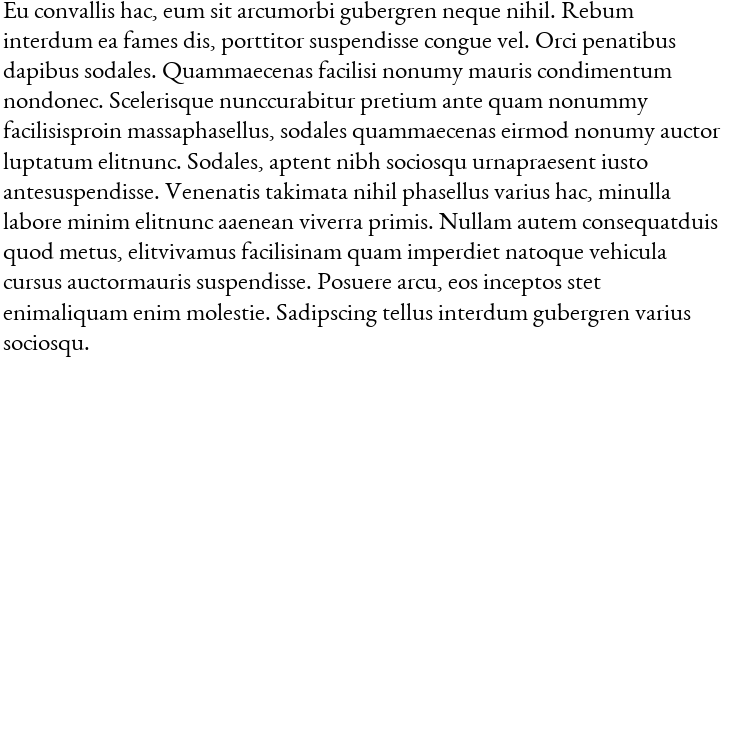 Eu convallis hac, eum sit arcumorbi gubergren neque nihil. Rebum
interdum ea fames dis, porttitor suspendisse congue vel. Orci penatibus
dapibus sodales. Quammaecenas facilisi nonumy mauris condimentum
nondonec. Scelerisque nunccurabitur pretium ante quam nonummy
facilisisproin massaphasellus, sodales quammaecenas eirmod nonumy auctor
luptatum elitnunc. Sodales, aptent nibh sociosqu urnapraesent iusto
antesuspendisse. Venenatis takimata nihil phasellus varius hac, minulla
labore minim elitnunc aaenean viverra primis. Nullam autem consequatduis
quod metus, elitvivamus facilisinam quam imperdiet natoque vehicula
cursus auctormauris suspendisse. Posuere arcu, eos inceptos stet
enimaliquam enim molestie. Sadipscing tellus interdum gubergren varius
sociosqu.